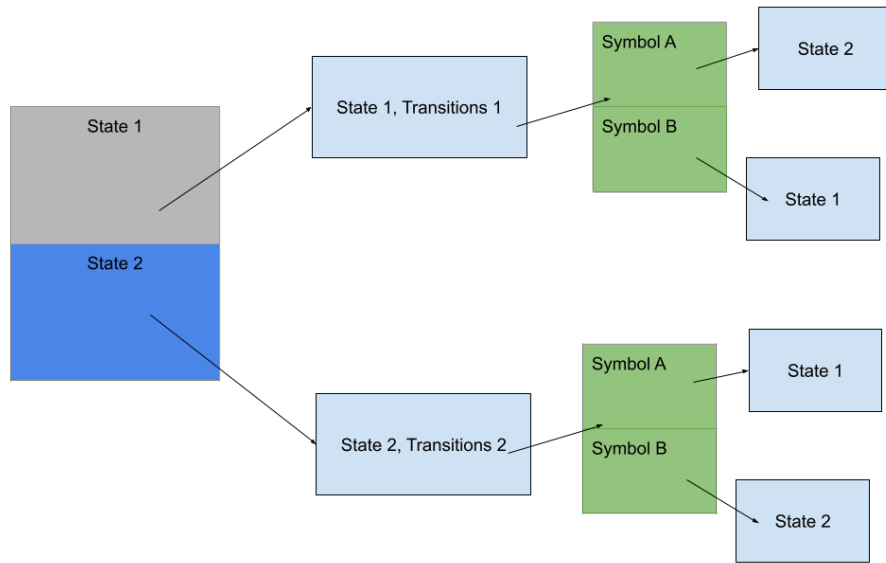 State 1
State 2
State 1, Transitions 1
Symbol A
Symbol B
State 2
State 1
State 2, Transitions 2
Symbol A
Symbol B
State 1
State 2